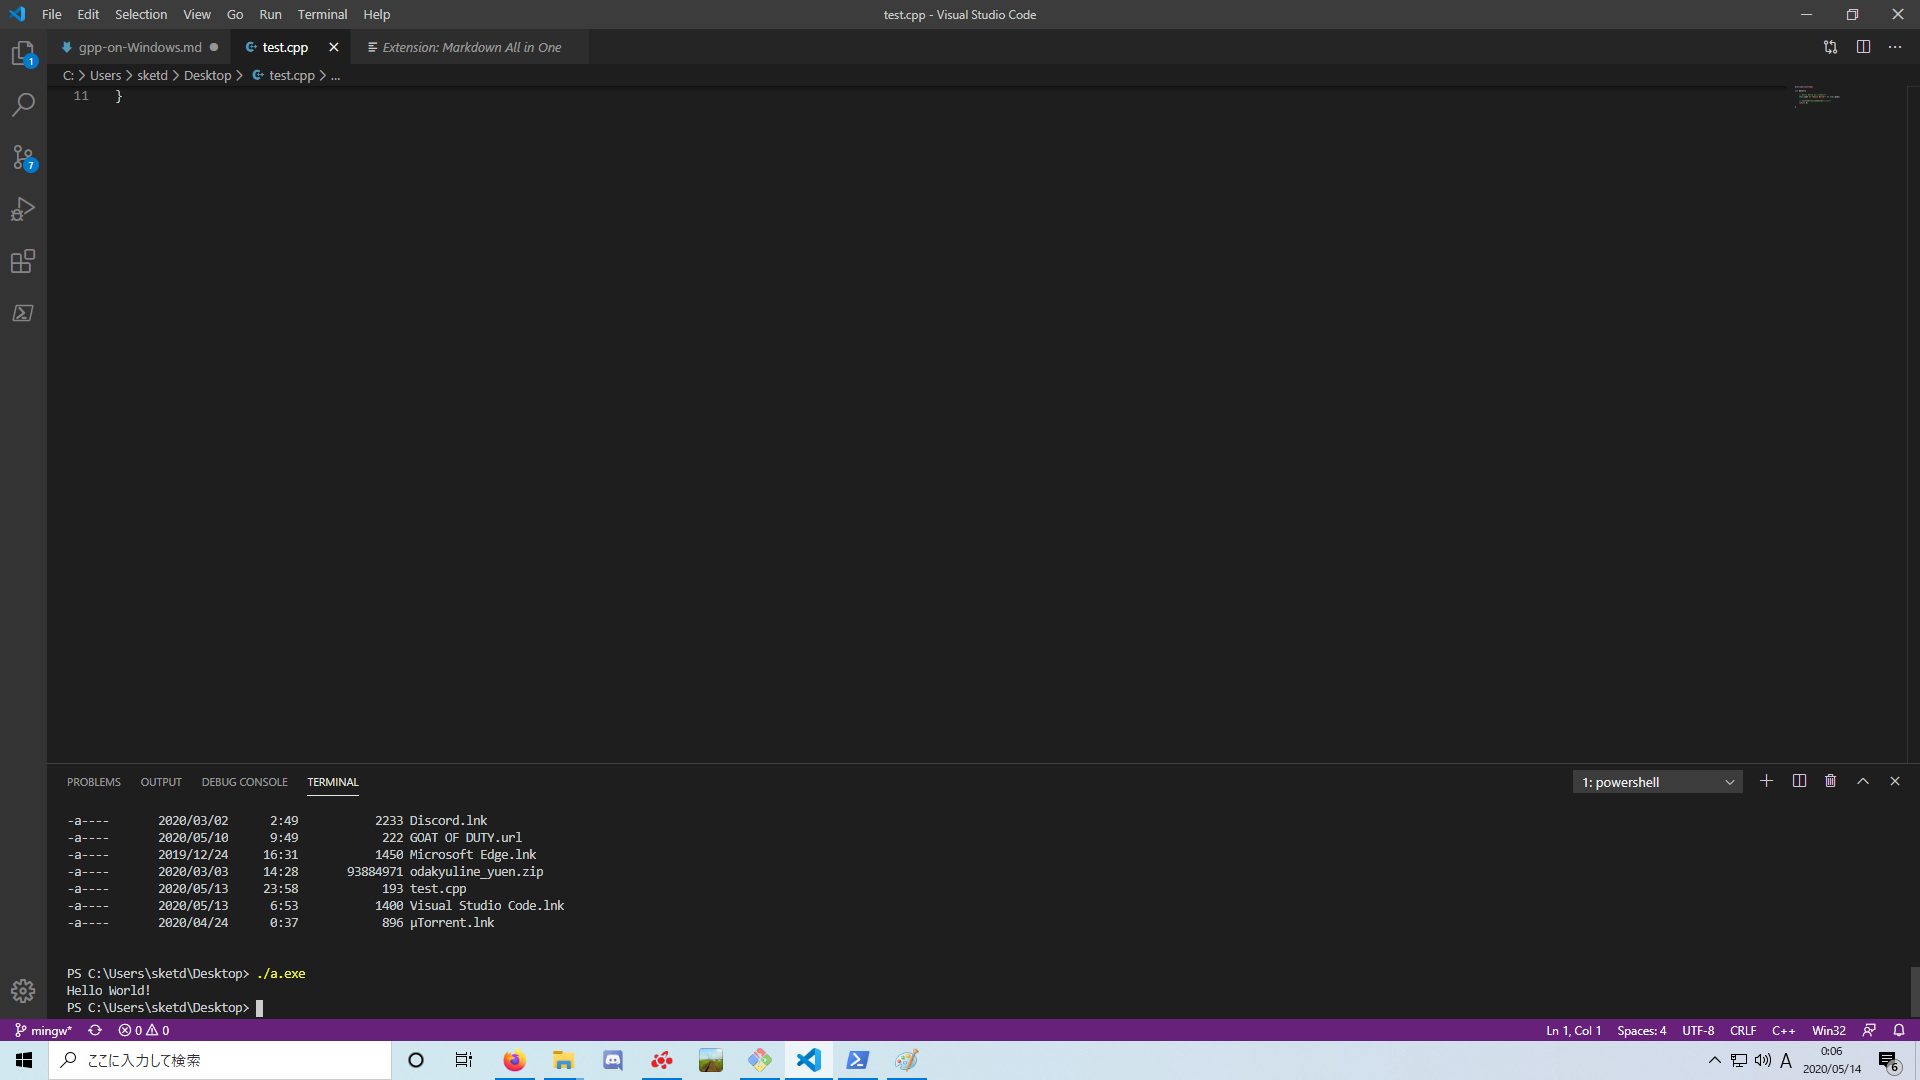 File Edit Selection View Go Run Terminal Help
test.cpp - Visual Studio Code
gpp-on-Windows.md
test.cpp
Extension: Markdown All in One
C: > Users > sketd > Desktop > test.cpp > ...
11 }
1
7
PROBLEMS OUTPUT DEBUG CONSOLE TERMINAL
1: powershell
-a---- 2020/03/02 2:49 2233 Discord.lnk
-a---- 2020/05/10 9:49 222 GOAT OF DUTY.url
-a---- 2019/12/24 16:31 1450 Microsoft Edge.lnk
-a---- 2020/03/03 14:28 93884971 odakyuline_yuen.zip
-a---- 2020/05/13 23:58 193 test.cpp
-a---- 2020/05/13 6:53 1400 Visual Studio Code.lnk
-a---- 2020/04/24 0:37 896 µTorrent.lnk
PS C:\Users\sketd\Desktop> ./a.exe
Hello World!
PS C:\Users\sketd\Desktop>
mingw* 0 0
Ln 1, Col 1 Spaces: 4 UTF-8 CRLF C++ Win32
ここに入力して検索
A
0:06
2020/05/14
6